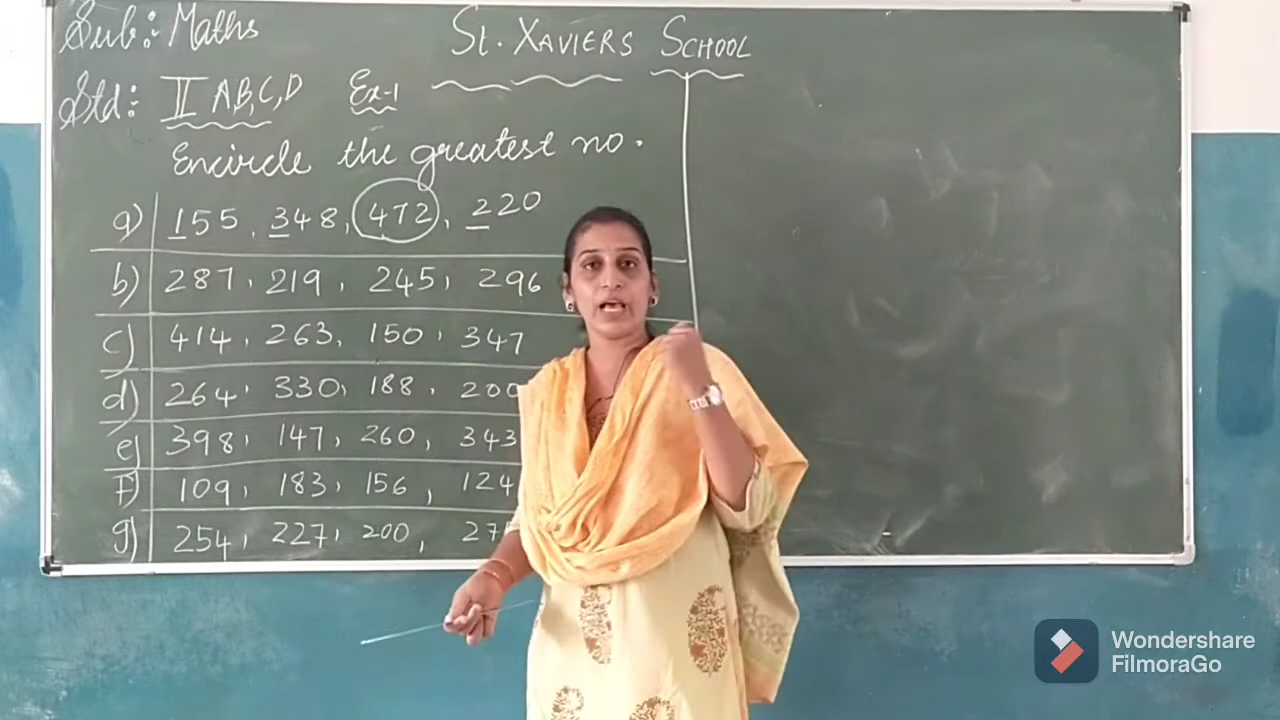 Sub: Maths
St. XAVIERS SCHOOL
Std: II A,B,C,D Ex-1
Encircle the greatest no.
a) 155, 348, 472, 220
b) 287, 219, 245, 296
c) 414, 263, 150, 347
d) 264, 330, 188, 200
e) 398, 147, 260, 343
f) 109, 183, 156, 124
g) 254, 227, 200,
Wondershare
FilmoraGo